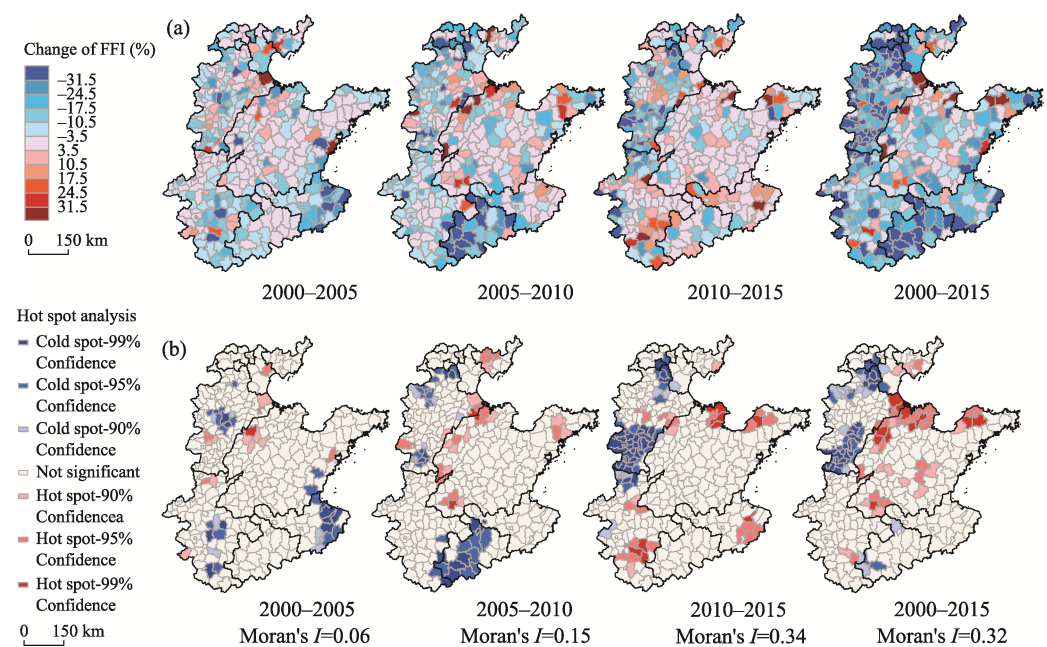 (a)
Change of FFI (%)
–31.5
–24.5
–17.5
–10.5
–3.5
3.5
10.5
17.5
24.5
31.5
0 150 km
2000–2005
2005–2010
2010–2015
2000–2015
(b)
Hot spot analysis
Cold spot-99%
Confidence
Cold spot-95%
Confidence
Cold spot-90%
Confidence
Not significant
Hot spot-90%
Confidencea
Hot spot-95%
Confidence
Hot spot-99%
Confidence
0 150 km
2000–2005
2005–2010
2010–2015
2000–2015
Moran's I=0.06
Moran's I=0.15
Moran's I=0.34
Moran's I=0.32